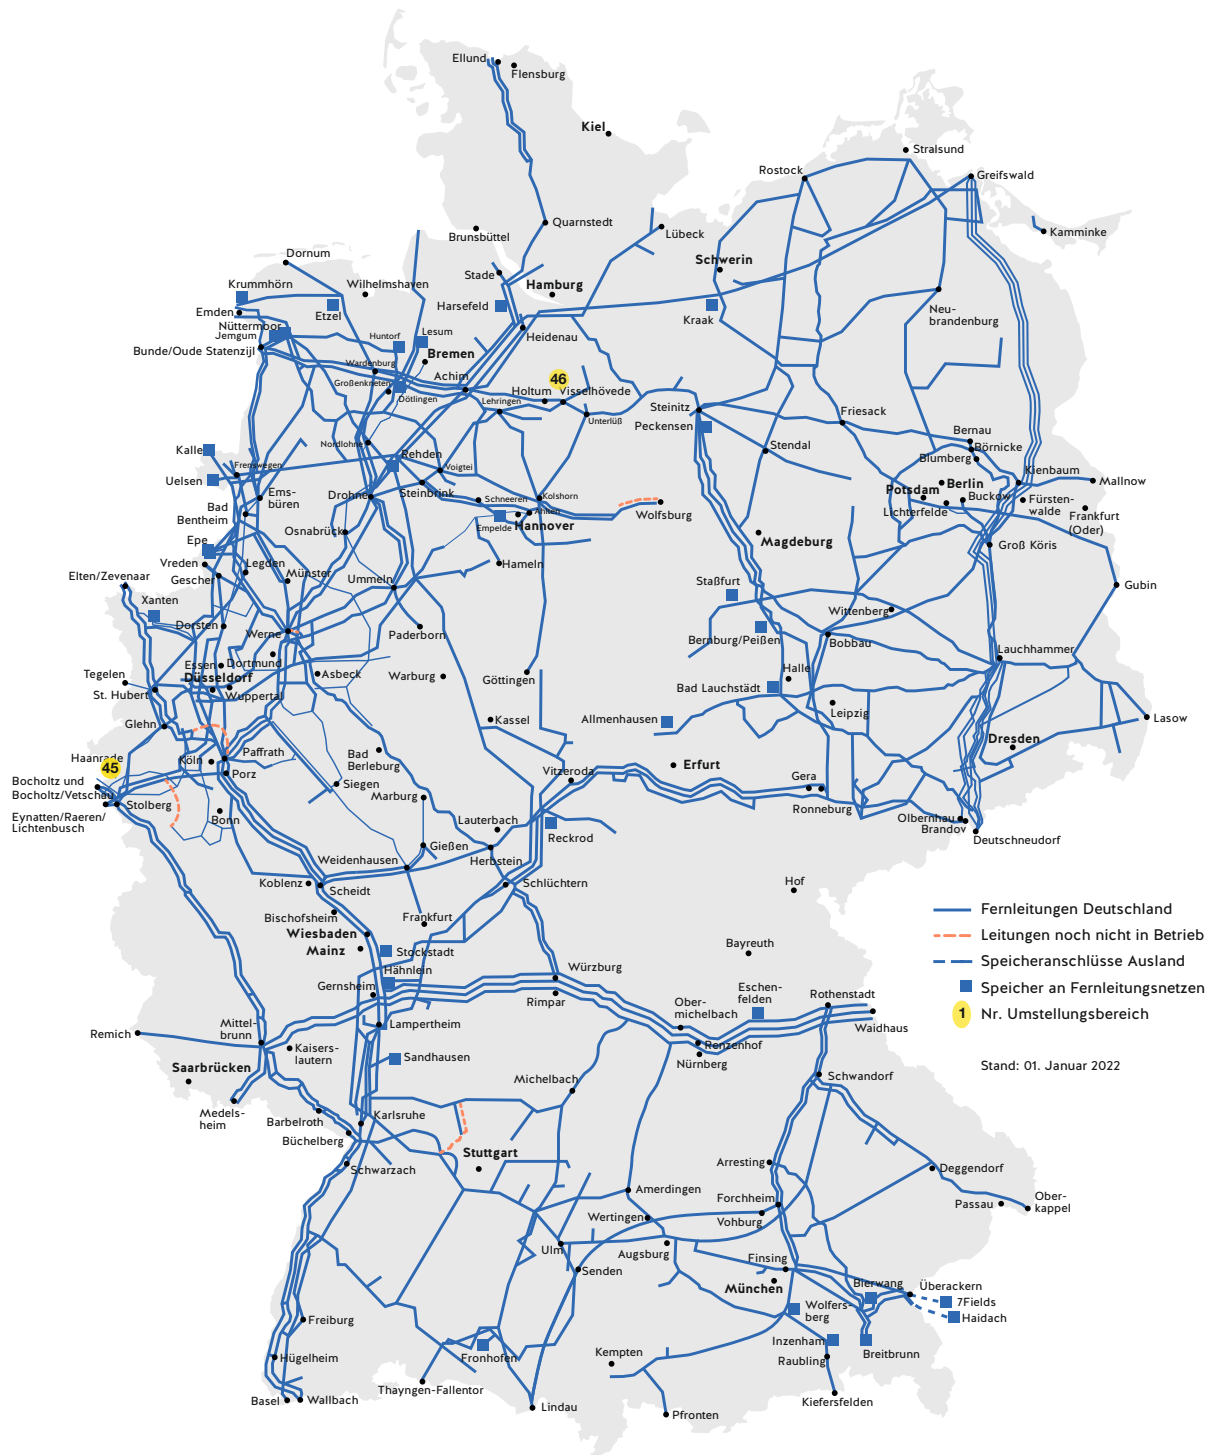 Ellund
Flensburg
Kiel
Stralsund
Rostock
Greifswald
Quarnstedt
Brunsbüttel
Lübeck
Kamminke
Dornum
Schwerin
Stade
Hamburg
Krummhörn
Wilhelmshaven
Harsefeld
Emden
Etzel
Kraak
Neu-
brandenburg
Nüttermoor
Jemgum
Huntorf
Lesum
Heidenau
Bunde/Oude Statenzijl
Bremen
Wardenburg
Achim
46
Großenkneten
Dötlingen
Holtum
Visselhövede
Lehringen
Unterlüß
Steinitz
Peckensen
Friesack
Bernau
Börnicke
Blumberg
Nordlohne
Stendal
Kalle
Rehden
Frenswegen
Voigtei
Kienbaum
Mallnow
Uelsen
Berlin
Potsdam
Buckow
Lichterfelde
Fürsten-
walde
Frankfurt
(Oder)
Ems-
büren
Drohne
Steinbrink
Schneeren
Kolshorn
Ahlten
Wolfsburg
Bad
Bentheim
Empelde
Hannover
Osnabrück
Magdeburg
Groß Köris
Epe
Vreden
Legden
Hameln
Gescher
Münster
Ummeln
Elten/Zevenaar
Gubin
Staßfurt
Xanten
Wittenberg
Dorsten
Werne
Paderborn
Bernburg/Peißen
Bobbau
Lauchhammer
Essen
Dortmund
Tegelen
Düsseldorf
Asbeck
Warburg
Göttingen
Halle
Bad Lauchstädt
St. Hubert
Wuppertal
Leipzig
Glehn
Kassel
Allmenhausen
Lasow
Dresden
Haanrade
45
Köln
Paffrath
Bad
Berleburg
Porz
Vitzeroda
Erfurt
Gera
Bocholtz und
Bocholtz/Vetschau
Siegen
Marburg
Ronneburg
Stolberg
Eynatten/Raeren/
Lichtenbusch
Bonn
Lauterbach
Reckrod
Olbernhau
Brandov
Deutschneudorf
Gießen
Weidenhausen
Herbstein
Koblenz
Scheidt
Schlüchtern
Hof
Bischofsheim
Frankfurt
Fernleitungen Deutschland
Wiesbaden
Leitungen noch nicht in Betrieb
Mainz
Stockstadt
Bayreuth
Speicheranschlüsse Ausland
Hähnlein
Würzburg
Gernsheim
Eschen-
felden
Speicher an Fernleitungsnetzen
Rimpar
Ober-
michelbach
Rothenstadt
1
Nr. Umstellungsbereich
Remich
Mittel-
brunn
Lampertheim
Waidhaus
Kaisers-
lautern
Sandhausen
Renzenhof
Nürnberg
Stand: 01. Januar 2022
Saarbrücken
Michelbach
Schwandorf
Medels-
heim
Barbelroth
Karlsruhe
Büchelberg
Stuttgart
Schwarzach
Arresting
Deggendorf
Amerdingen
Forchheim
Passau
Ober-
kappel
Wertingen
Vohburg
Ulm
Augsburg
Finsing
Senden
München
Bierwang
Überackern
7Fields
Wolfers-
berg
Haidach
Freiburg
Inzenham
Kempten
Fronhofen
Raubling
Breitbrunn
Hügelheim
Thayngen-Fallentor
Basel
Wallbach
Lindau
Pfronten
Kiefersfelden